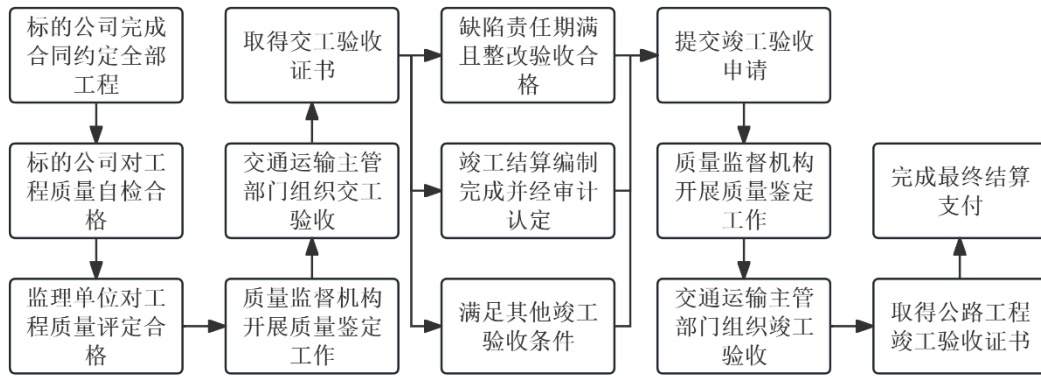 标的公司完成
合同约定全部
工程
标的公司对工
程质量自检合
格
监理单位对工
程质量评定合
格
质量监督机构
开展质量鉴定
工作
交通运输主管
部门组织交工
验收
取得交工验收
证书
缺陷责任期满
且整改验收合
格
竣工结算编制
完成并经审计
认定
满足其他竣工
验收条件
提交竣工验收
申请
质量监督机构
开展质量鉴定
工作
交通运输主管
部门组织竣工
验收
取得公路工程
竣工验收证书
完成最终结算
支付